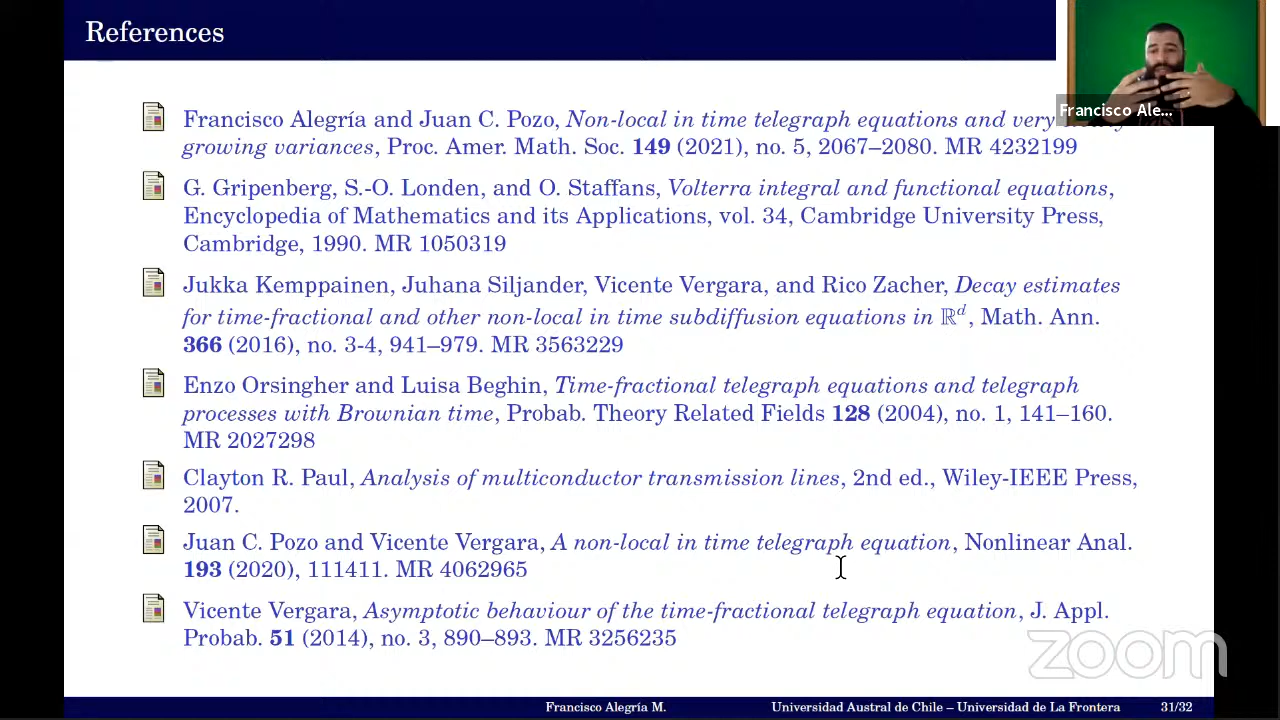 References
Francisco Ale...
Francisco Alegría and Juan C. Pozo, Non-local in time telegraph equations and very
growing variances, Proc. Amer. Math. Soc. 149 (2021), no. 5, 2067–2080. MR 4232199
G. Gripenberg, S.-O. Londen, and O. Staffans, Volterra integral and functional equations,
Encyclopedia of Mathematics and its Applications, vol. 34, Cambridge University Press,
Cambridge, 1990. MR 1050319
Jukka Kemppainen, Juhana Siljander, Vicente Vergara, and Rico Zacher, Decay estimates
for time-fractional and other non-local in time subdiffusion equations in ℝᵈ, Math. Ann.
366 (2016), no. 3-4, 941–979. MR 3563229
Enzo Orsingher and Luisa Beghin, Time-fractional telegraph equations and telegraph
processes with Brownian time, Probab. Theory Related Fields 128 (2004), no. 1, 141–160.
MR 2027298
Clayton R. Paul, Analysis of multiconductor transmission lines, 2nd ed., Wiley-IEEE Press,
2007.
Juan C. Pozo and Vicente Vergara, A non-local in time telegraph equation, Nonlinear Anal.
193 (2020), 111411. MR 4062965
Vicente Vergara, Asymptotic behaviour of the time-fractional telegraph equation, J. Appl.
Probab. 51 (2014), no. 3, 890–893. MR 3256235
zoom
Francisco Alegría M. Universidad Austral de Chile – Universidad de La Frontera 31/32